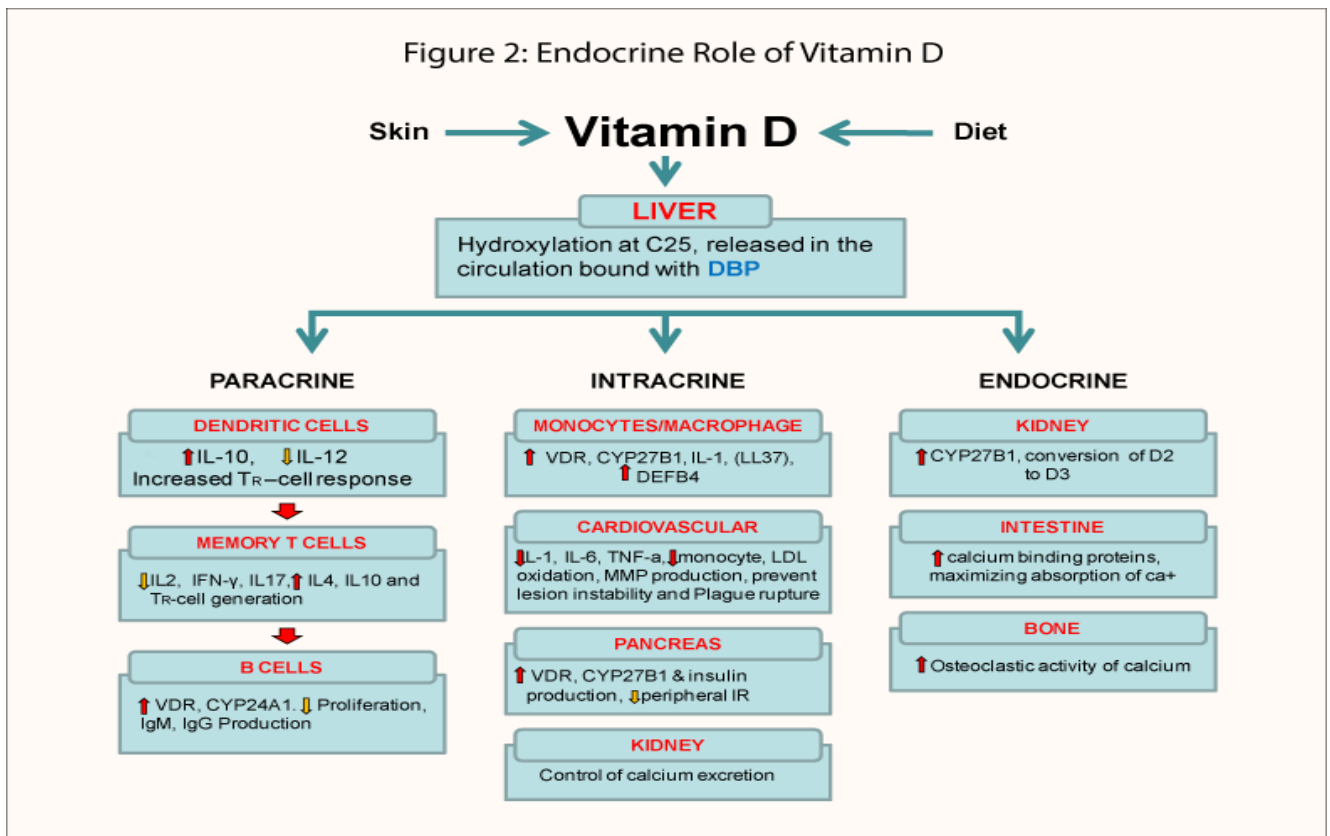 Figure 2: Endocrine Role of Vitamin D
Skin
Vitamin D
Diet
LIVER
Hydroxylation at C25, released in the
circulation bound with DBP
PARACRINE
DENDRITIC CELLS
IL-10, IL-12
Increased TR–cell response
MEMORY T CELLS
IL2, IFN-γ, IL17, IL4, IL10 and
TR-cell generation
B CELLS
VDR, CYP24A1. Proliferation,
IgM, IgG Production
INTRACRINE
MONOCYTES/MACROPHAGE
VDR, CYP27B1, IL-1, (LL37),
DEFB4
CARDIOVASCULAR
IL-1, IL-6, TNF-a, monocyte, LDL
oxidation, MMP production, prevent
lesion instability and Plague rupture
PANCREAS
VDR, CYP27B1 & insulin
production, peripheral IR
KIDNEY
Control of calcium excretion
ENDOCRINE
KIDNEY
CYP27B1, conversion of D2
to D3
INTESTINE
calcium binding proteins,
maximizing absorption of ca+
BONE
Osteoclastic activity of calcium